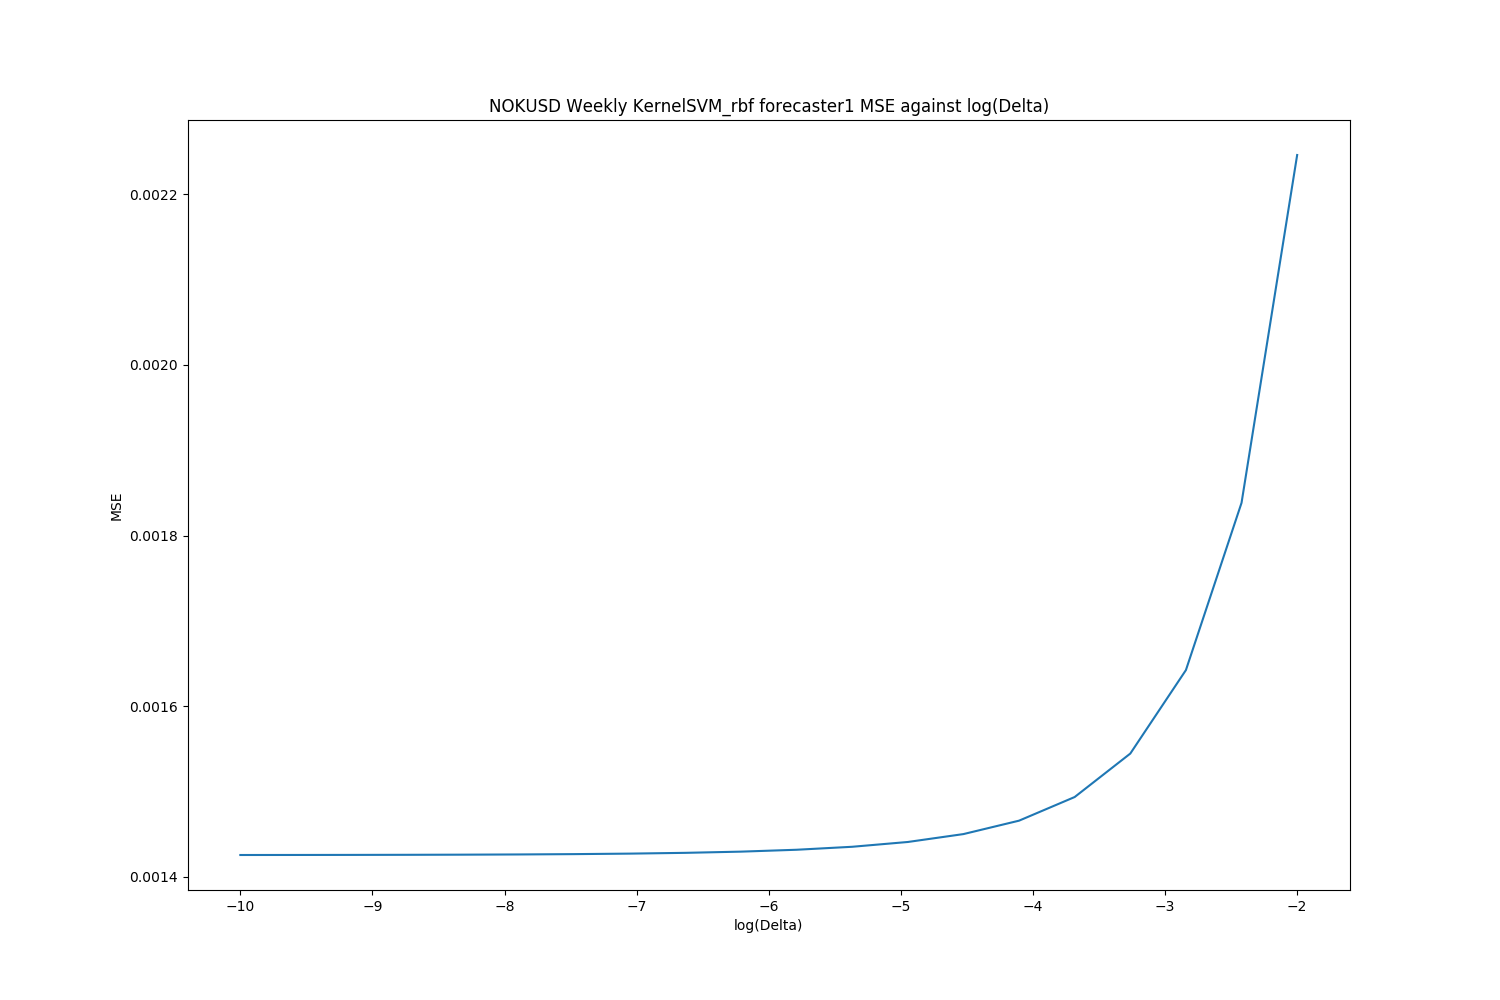 NOKUSD Weekly KernelSVM_rbf forecaster1 MSE against log(Delta)
0.0022
0.0020
0.0018
0.0016
0.0014
MSE
−10 −9 −8 −7 −6 −5 −4 −3 −2
log(Delta)